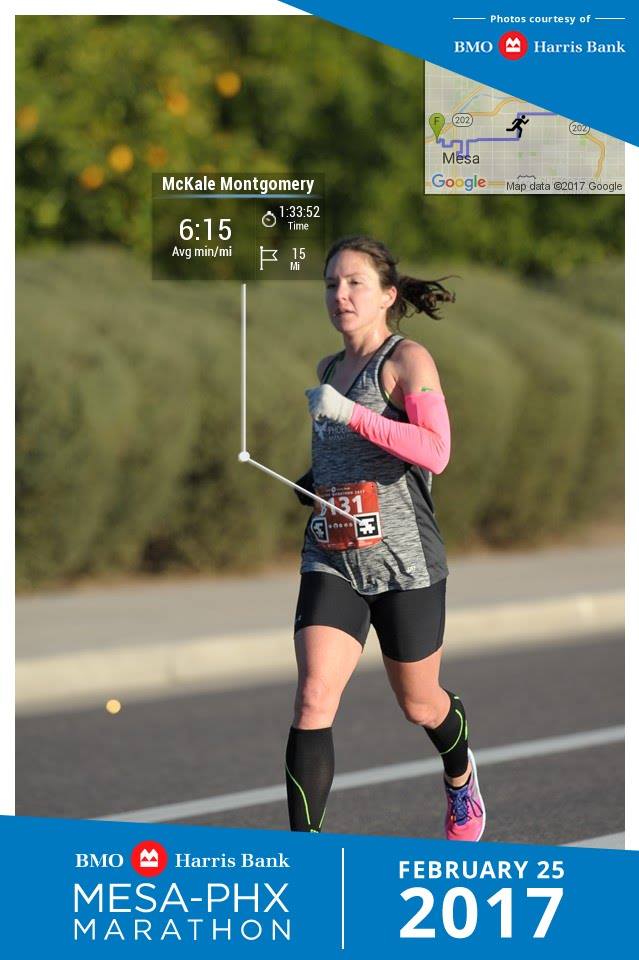 Photos courtesy of
BMO Harris Bank
202
202
F
Mesa
Google
Map data ©2017 Google
McKale Montgomery
6:15
Avg min/mi
1:33:52
Time
15
Mi
131
BMO Harris Bank
MESA-PHX
MARATHON
FEBRUARY 25
2017